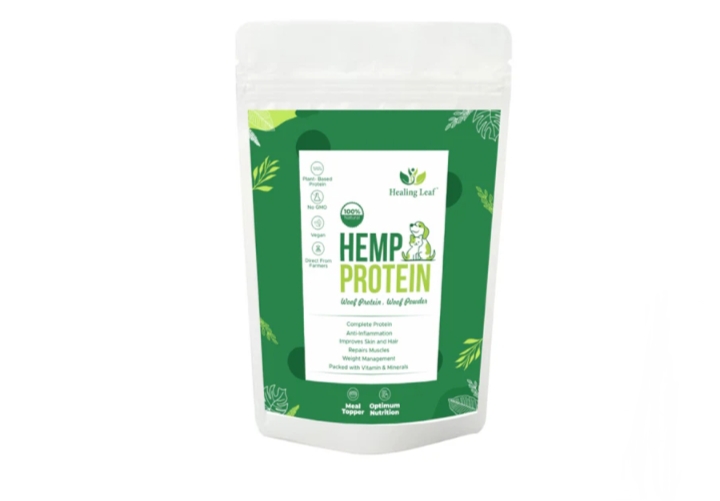 Healing Leaf™
100%
Plant- Based
Protein
No GMO
Vegan
Direct From
Farmers
100%
HEMP
PROTEIN
Woof Protein . Woof Powder
Complete Protein
Anti-inflammation
Improves Skin and Hair
Repairs Muscles
Weight Management
Packed with Vitamin & Minerals
Meal
Topper
Optimum
Nutrition